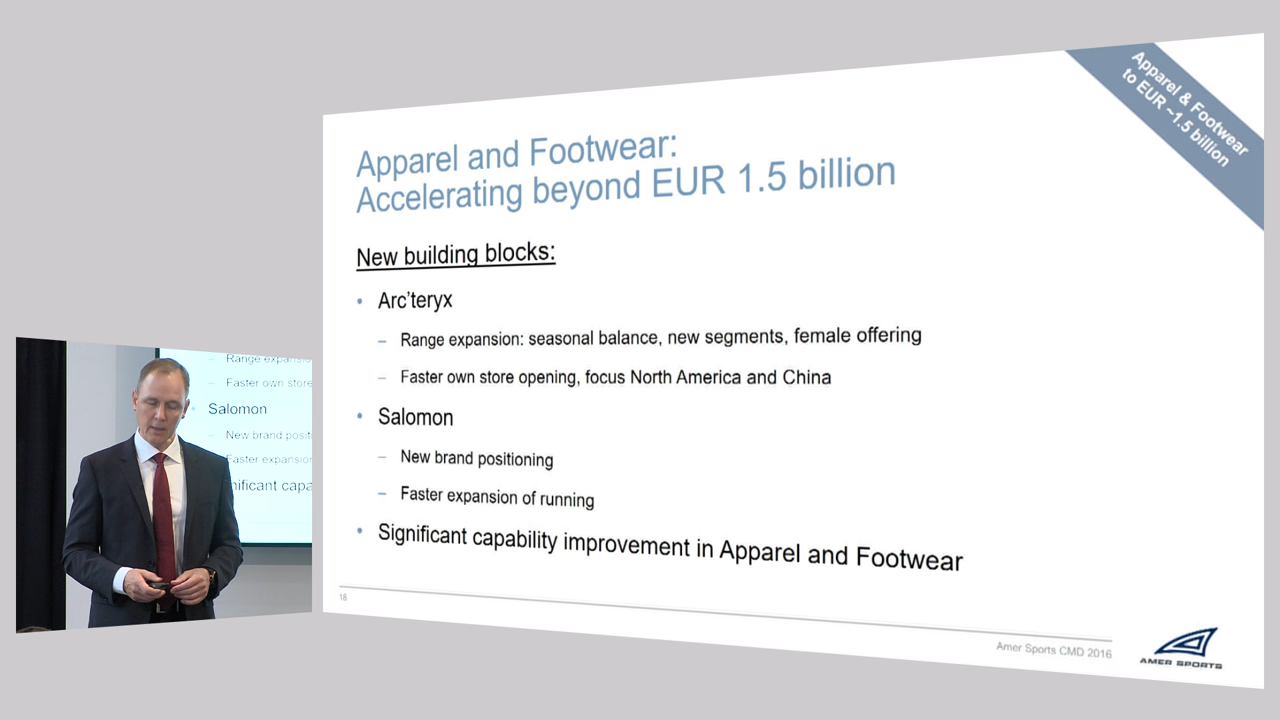 Apparel & Footwear
to EUR ~1.5 billion
Apparel and Footwear:
Accelerating beyond EUR 1.5 billion
New building blocks:
• Arc'teryx
– Range expansion: seasonal balance, new segments, female offering
– Faster own store opening, focus North America and China
• Salomon
– New brand positioning
– Faster expansion of running
• Significant capability improvement in Apparel and Footwear
18
Amer Sports CMD 2016
AMER SPORTS
– Range expansi
– Faster own store
• Salomon
– New brand posit
Faster expansion
nificant capa